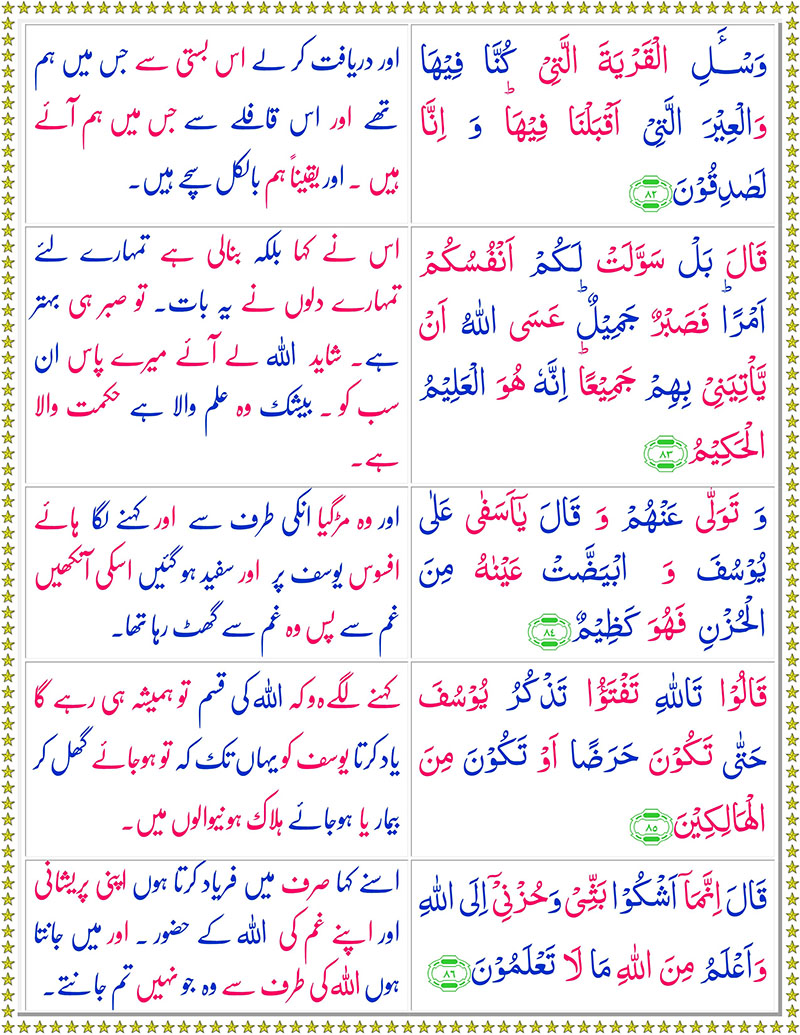 وَسْـَٔلِ الْقَرْيَةَ الَّتِىْ كُنَّا فِيْهَا
وَالْعِيْرَ الَّتِىْۤ اَقْبَلْنَا فِيْهَا ؕ وَ اِنَّا
لَصٰدِقُوْنَ ﴿۸۲﴾
اور دریافت کر لے اس بستی سے جس میں ہم
تھے اور اس قافلے سے جس میں ہم آئے
ہیں ۔ اور یقیناً ہم بالکل سچے ہیں۔
قَالَ بَلْ سَوَّلَتْ لَـكُمْ اَنْفُسُكُمْ
اَمْرًا ؕ فَصَبْرٌ جَمِيْلٌ ؕ عَسَى اللّٰهُ اَنْ
يَّاْتِيَنِىْ بِهِمْ جَمِيْعًا ؕ اِنَّهٗ هُوَ الْعَلِيْمُ
الْحَكِيْمُ ﴿۸۳﴾
اس نے کہا بلکہ بنالی ہے تمہارے لئے
تمہارے دلوں نے یہ بات۔ تو صبر ہی بہتر
ہے۔ شاید اللہ لے آئے میرے پاس ان
سب کو ۔ بیشک وہ علم والا ہے حکمت والا
ہے۔
وَ تَوَلّٰى عَنْهُمْ وَ قَالَ يٰۤاَسَفٰى عَلٰى
يُوْسُفَ وَ ابْيَضَّتْ عَيْنٰهُ مِنَ
الْحُزْنِ فَهُوَ كَظِيْمٌ ﴿۸٤﴾
اور وہ مڑگیا انکی طرف سے اور کہنے لگا ہائے
افسوس یوسف پر اور سفید ہو گئیں اسکی آنکھیں
غم سے پس وہ غم سے گھٹ رہا تھا۔
قَالُوْا تَاللّٰهِ تَفْتَؤُا تَذْكُرُ يُوْسُفَ
حَتّٰى تَكُوْنَ حَرَضًا اَوْ تَكُوْنَ مِنَ
الْهَالِكِيْنَ ﴿۸۵﴾
کہنے لگے ہ و کہ اللہ کی قسم تو ہمیشہ ہی رہے گا
یاد کرتا یوسف کو یہاں تک کہ تو ہو جائے گھل کر
بیمار یا ہوجائے ہلاک ہونیوالوں میں۔
قَالَ اِنَّمَاۤ اَشْكُوْا بَثِّىْ وَحُزْنِىْۤ اِلَى اللّٰهِ
وَاَعْلَمُ مِنَ اللّٰهِ مَا لَا تَعْلَمُوْنَ ﴿۸٦﴾
اسنے کہا صرف میں فریاد کرتا ہوں اپنی پریشانی
اور اپنے غم کی اللہ کے حضور ۔ اور میں جانتا
ہوں اللہ کی طرف سے وہ جو نہیں تم جانتے۔